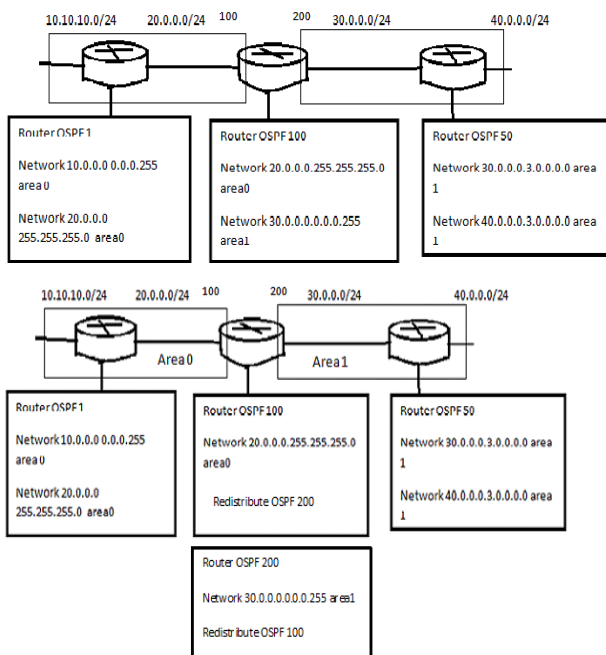 10.10.10.0/24 20.0.0.0/24 100 200 30.0.0.0/24 40.0.0.0/24
Router OSPF1
Network 10.0.0.0 0.0.0.255
area 0
Network 20.0.0.0
255.255.255.0 area0
Router OSPF 100
Network 20.0.0.0.255.255.255.0
area0
Network 30.0.0.0.0.0.0.255
area1
Router OSPF 50
Network 30.0.0.0.3.0.0.0.0 area
1
Network 40.0.0.0.3.0.0.0.0 area
1
10.10.10.0/24 20.0.0.0/24 100 200 30.0.0.0/24 40.0.0.0/24
Area 0
Area1
Router OSPF1
Network 10.0.0.0 0.0.0.255
area 0
Network 20.0.0.0
255.255.255.0 area0
Router OSPF 100
Network 20.0.0.0.255.255.255.0
area0
Redistribute OSPF 200
Router OSPF 50
Network 30.0.0.0.3.0.0.0.0 area
1
Network 40.0.0.0.3.0.0.0.0 area
1
Router OSPF 200
Network 30.0.0.0.0.0.0.255 area1
Redistribute OSPF 100